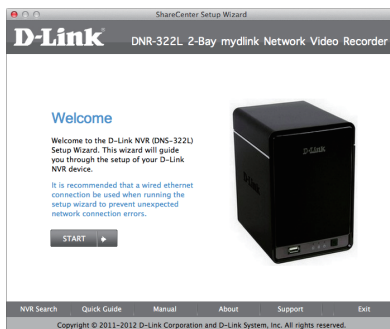 ShareCenter Setup Wizard
D-Link
DNR-322L 2-Bay mydlink Network Video Recorder
Welcome
Welcome to the D-Link NVR (DNS-322L)
Setup Wizard. This wizard will guide
you through the setup of your D-Link
NVR device.
It is recommended that a wired ethernet
connection be used when running the
setup wizard to prevent unexpected
network connection errors.
START
D-Link
D-Link
NVR Search Quick Guide Manual About Support Exit
Copyright © 2011-2012 D-Link Corporation and D-Link System, Inc. All rights reserved.